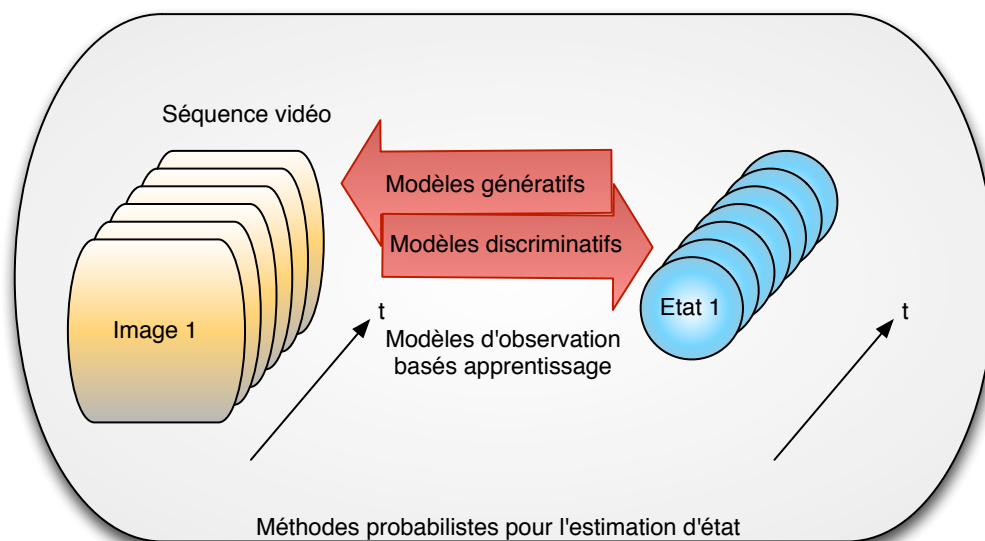 Séquence vidéo
Modèles génératifs
Modèles discriminatifs
Image 1
Etat 1
t
t
Modèles d'observation
basés apprentissage
Méthodes probabilistes pour l'estimation d'état